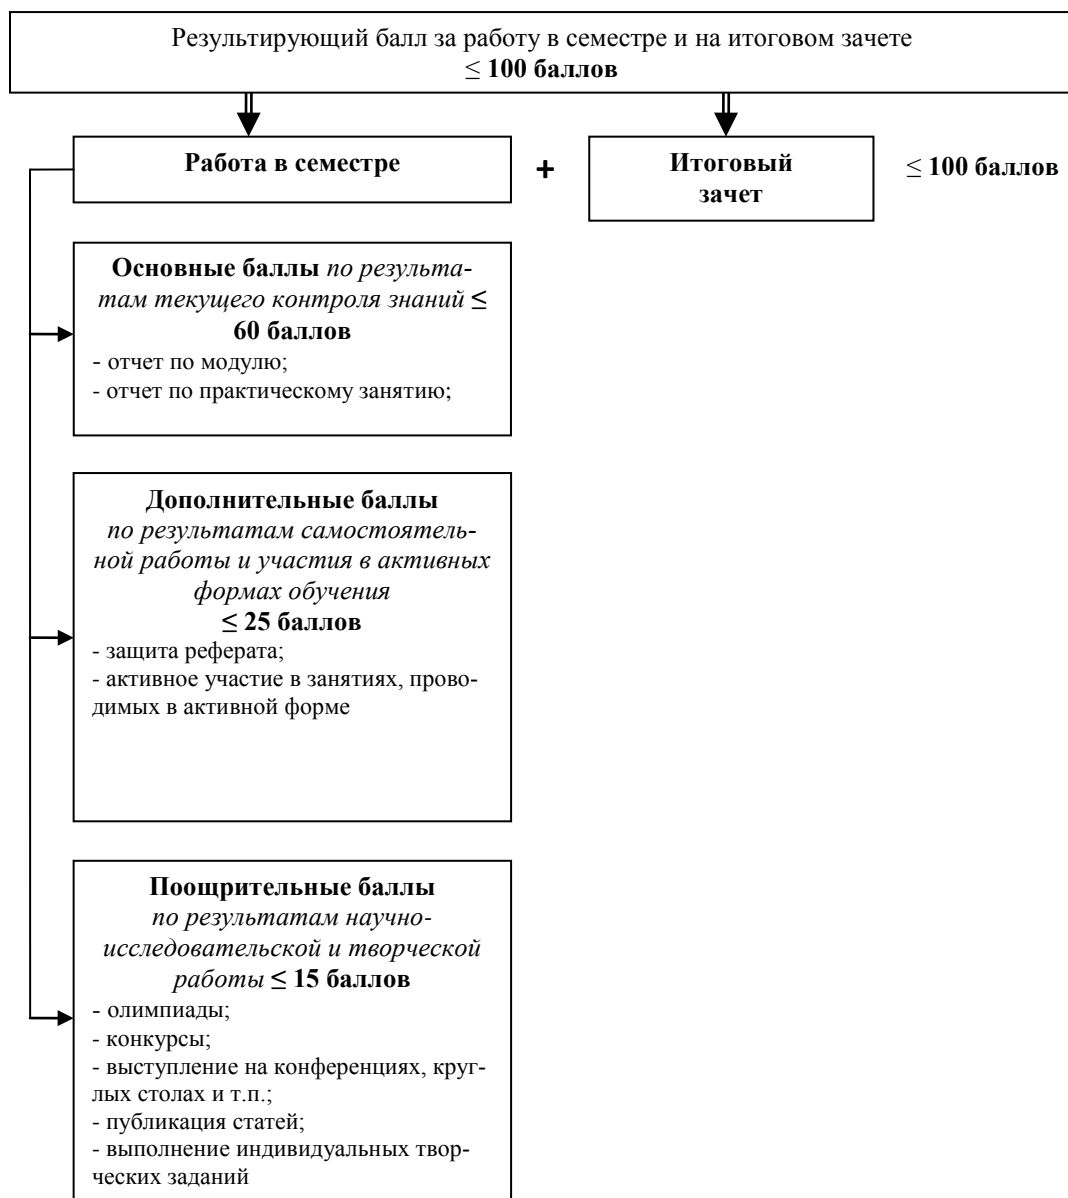 Результирующий балл за работу в семестре и на итоговом зачете
≤ 100 баллов
Работа в семестре
+
Итоговый
зачет
≤ 100 баллов
Основные баллы по результа-
там текущего контроля знаний ≤
60 баллов
- отчет по модулю;
- отчет по практическому занятию;
Дополнительные баллы
по результатам самостоятель-
ной работы и участия в активных
формах обучения
≤ 25 баллов
- защита реферата;
- активное участие в занятиях, прово-
димых в активной форме
Поощрительные баллы
по результатам научно-
исследовательской и творческой
работы ≤ 15 баллов
- олимпиады;
- конкурсы;
- выступление на конференциях, круг-
лых столах и т.п.;
- публикация статей;
- выполнение индивидуальных твор-
ческих заданий